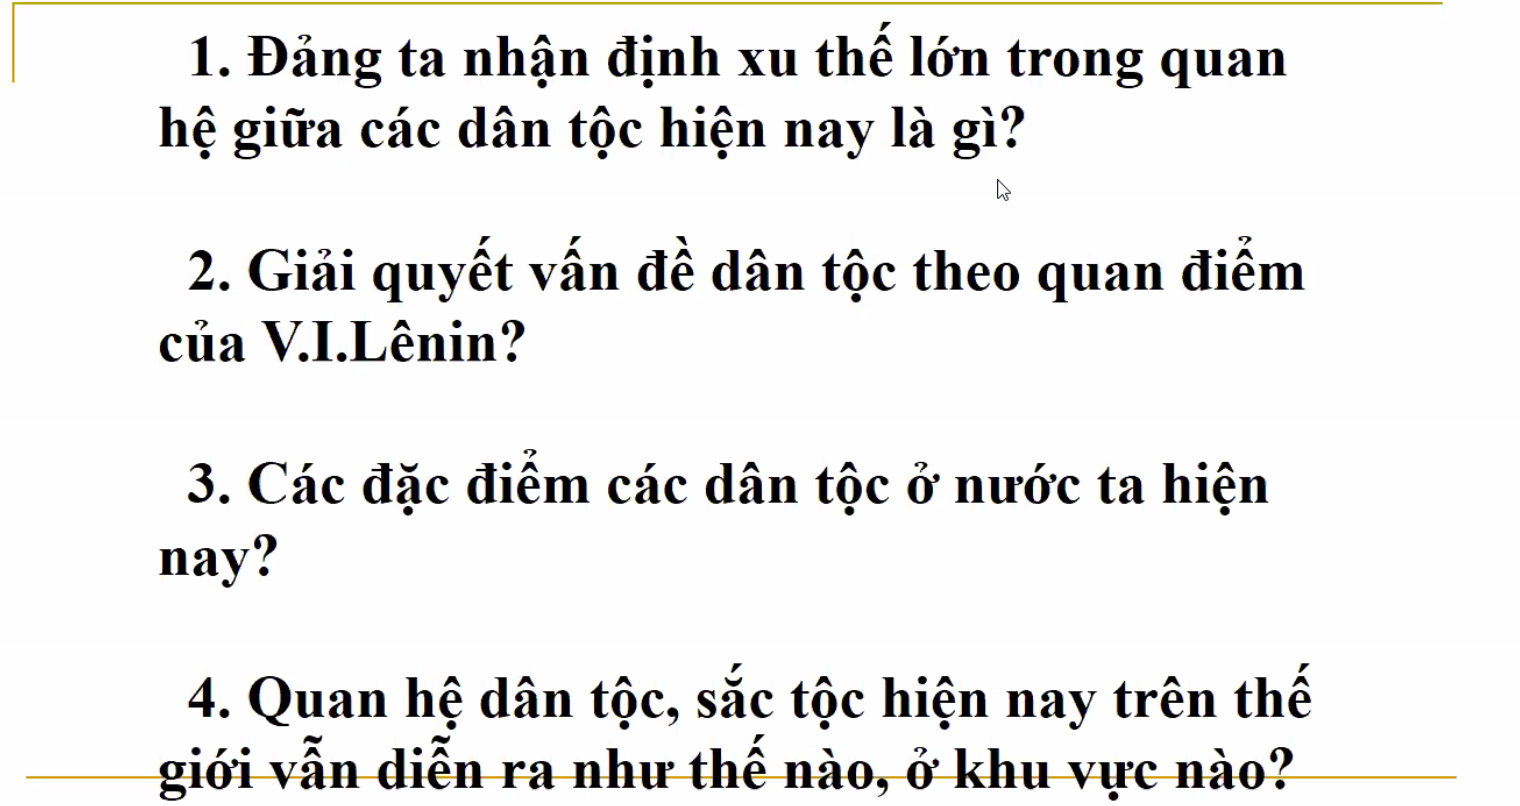 1. Đảng ta nhận định xu thế lớn trong quan
hệ giữa các dân tộc hiện nay là gì?
2. Giải quyết vấn đề dân tộc theo quan điểm
của V.I.Lênin?
3. Các đặc điểm các dân tộc ở nước ta hiện
nay?
4. Quan hệ dân tộc, sắc tộc hiện nay trên thế
giới vẫn diễn ra như thế nào, ở khu vực nào?